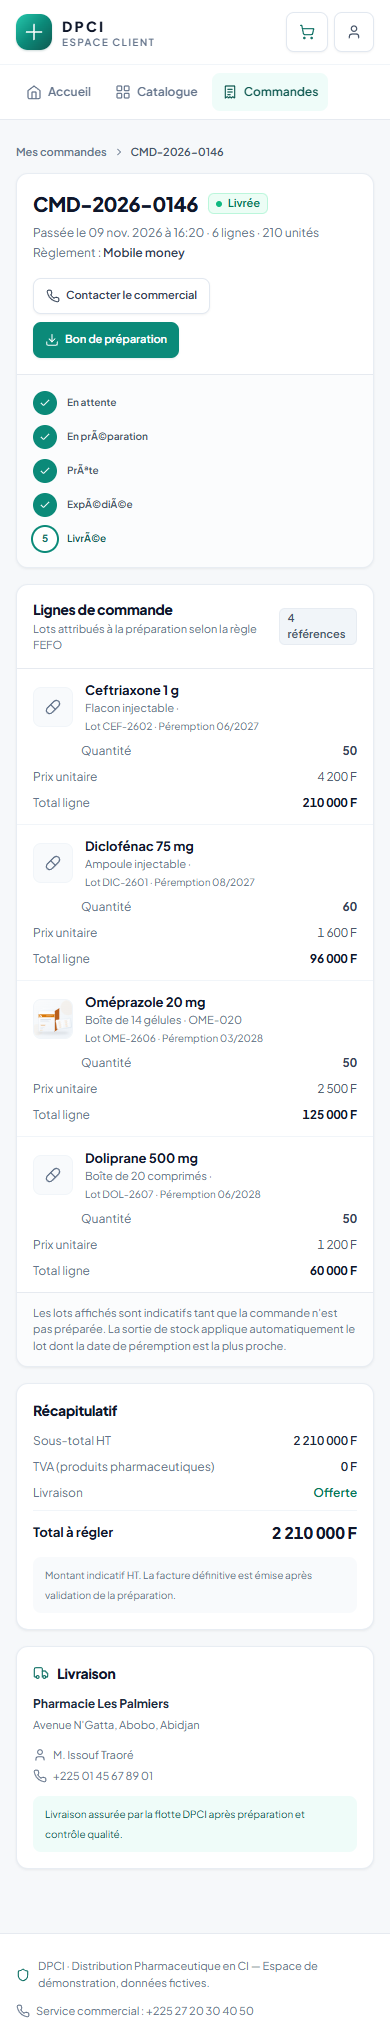 DPCI
ESPACE CLIENT
Accueil
Catalogue
Commandes
Mes commandes > CMD-2026-0146
CMD-2026-0146
Livrée
Passée le 09 nov. 2026 à 16:20 · 6 lignes · 210 unités
Règlement : Mobile money
Contacter le commercial
Bon de préparation
En attente
En prÃ©paration
PrÃªte
ExpÃ©diÃ©e
5
LivrÃ©e
Lignes de commande
Lots attribués à la préparation selon la règle
FEFO
4
références
Ceftriaxone 1 g
Flacon injectable ·
Lot CEF-2602 · Péremption 06/2027
Quantité 50
Prix unitaire 4 200 F
Total ligne 210 000 F
Diclofénac 75 mg
Ampoule injectable ·
Lot DIC-2601 · Péremption 08/2027
Quantité 60
Prix unitaire 1 600 F
Total ligne 96 000 F
Oméprazole 20 mg
Boîte de 14 gélules · OME-020
Lot OME-2606 · Péremption 03/2028
Quantité 50
Prix unitaire 2 500 F
Total ligne 125 000 F
Doliprane 500 mg
Boîte de 20 comprimés ·
Lot DOL-2607 · Péremption 06/2028
Quantité 50
Prix unitaire 1 200 F
Total ligne 60 000 F
Les lots affichés sont indicatifs tant que la commande n'est
pas préparée. La sortie de stock applique automatiquement le
lot dont la date de péremption est la plus proche.
Récapitulatif
Sous-total HT 2 210 000 F
TVA (produits pharmaceutiques) 0 F
Livraison Offerte
Total à régler 2 210 000 F
Montant indicatif HT. La facture définitive est émise après
validation de la préparation.
Livraison
Pharmacie Les Palmiers
Avenue N'Gatta, Abobo, Abidjan
M. Issouf Traoré
+225 01 45 67 89 01
Livraison assurée par la flotte DPCI après préparation et
contrôle qualité.
DPCI · Distribution Pharmaceutique en CI — Espace de
démonstration, données fictives.
Service commercial : +225 27 20 30 40 50